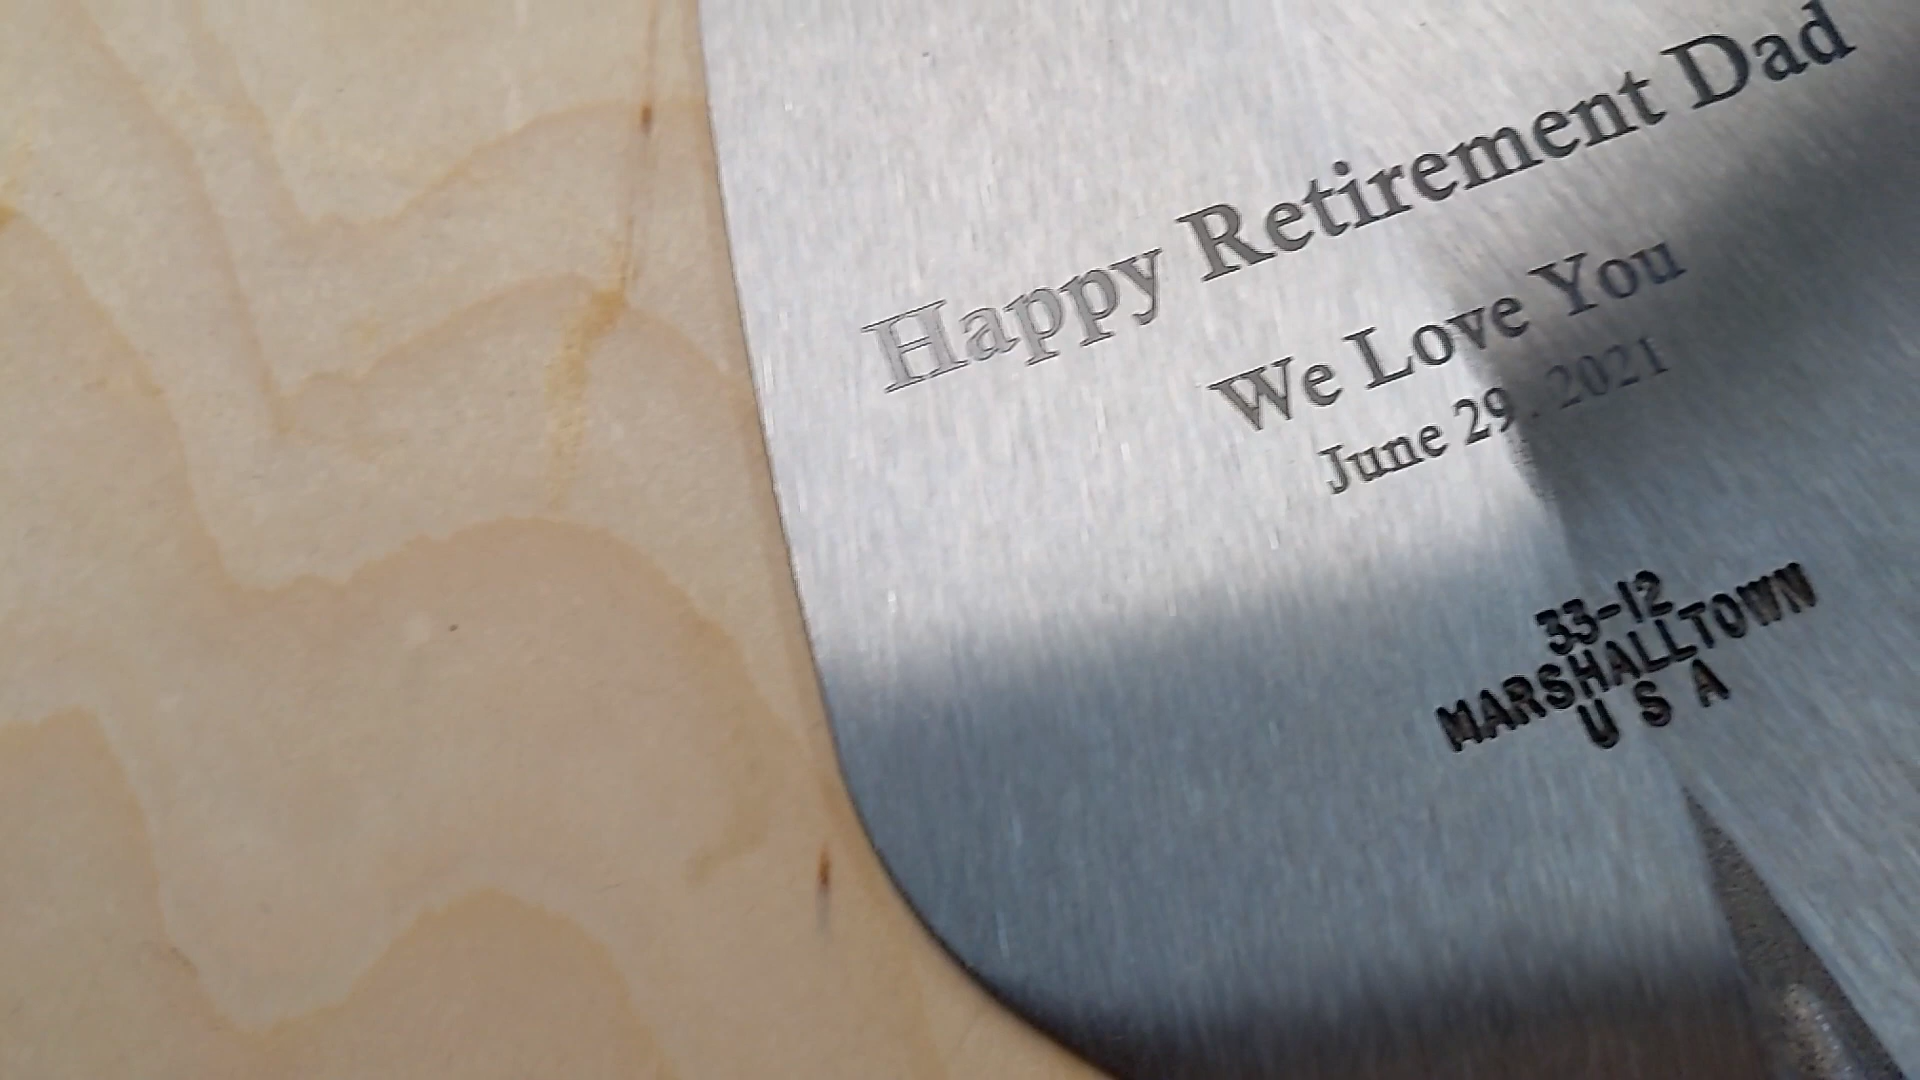 Happy Retirement Dad
We Love You
June 29, 2021
33-12
MARSHALLTOWN
U S A